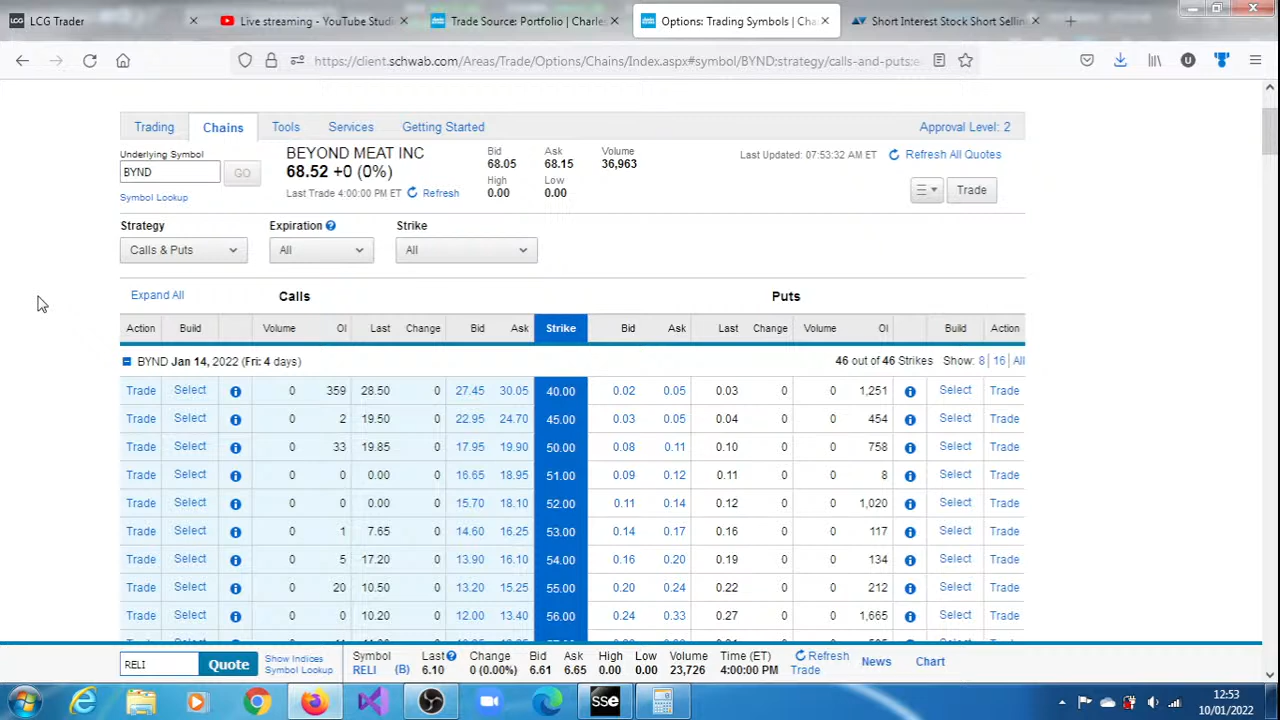 LCG Trader
Live streaming - YouTube Studi
Trade Source: Portfolio | Charle
Options: Trading Symbols | Cha
Short Interest Stock Short Sellin
https://client.schwab.com/Areas/Trade/Options/Chains/Index.aspx#symbol/BYND;strategy/calls-and-puts;e
Trading Chains Tools Services Getting Started Approval Level: 2
Underlying Symbol
BYND GO
Symbol Lookup
BEYOND MEAT INC
68.52 +0 (0%)
Last Trade 4:00:00 PM ET Refresh
Bid Ask Volume
68.05 68.15 36,963
High Low
0.00 0.00
Last Updated: 07:53:32 AM ET Refresh All Quotes
Trade
Strategy Expiration Strike
Calls & Puts All All
Expand All Calls Puts
Action Build Volume OI Last Change Bid Ask Strike Bid Ask Last Change Volume OI Build Action
BYND Jan 14, 2022 (Fri: 4 days) 46 out of 46 Strikes Show: 8 | 16 | All
Trade Select 0 359 28.50 0 27.45 30.05 40.00 0.02 0.05 0.03 0 0 1,251 Select Trade
Trade Select 0 2 19.50 0 22.95 24.70 45.00 0.03 0.05 0.04 0 0 454 Select Trade
Trade Select 0 33 19.85 0 17.95 19.90 50.00 0.08 0.11 0.10 0 0 758 Select Trade
Trade Select 0 0 0.00 0 16.65 18.95 51.00 0.09 0.12 0.11 0 0 8 Select Trade
Trade Select 0 0 0.00 0 15.70 18.10 52.00 0.11 0.14 0.12 0 0 1,020 Select Trade
Trade Select 0 1 7.65 0 14.60 16.25 53.00 0.14 0.17 0.16 0 0 117 Select Trade
Trade Select 0 5 17.20 0 13.90 16.10 54.00 0.16 0.20 0.19 0 0 134 Select Trade
Trade Select 0 20 10.50 0 13.20 15.25 55.00 0.20 0.24 0.22 0 0 212 Select Trade
Trade Select 0 0 10.20 0 12.00 13.40 56.00 0.24 0.33 0.27 0 0 1,665 Select Trade
RELI Quote
Show Indices
Symbol Lookup
Symbol Last Change Bid Ask High Low Volume Time (ET) Refresh
RELI (B) 6.10 0 (0.00%) 6.61 6.65 0.00 0.00 23,726 4:00:00 PM Trade
News Chart
SSe
12:53
10/01/2022